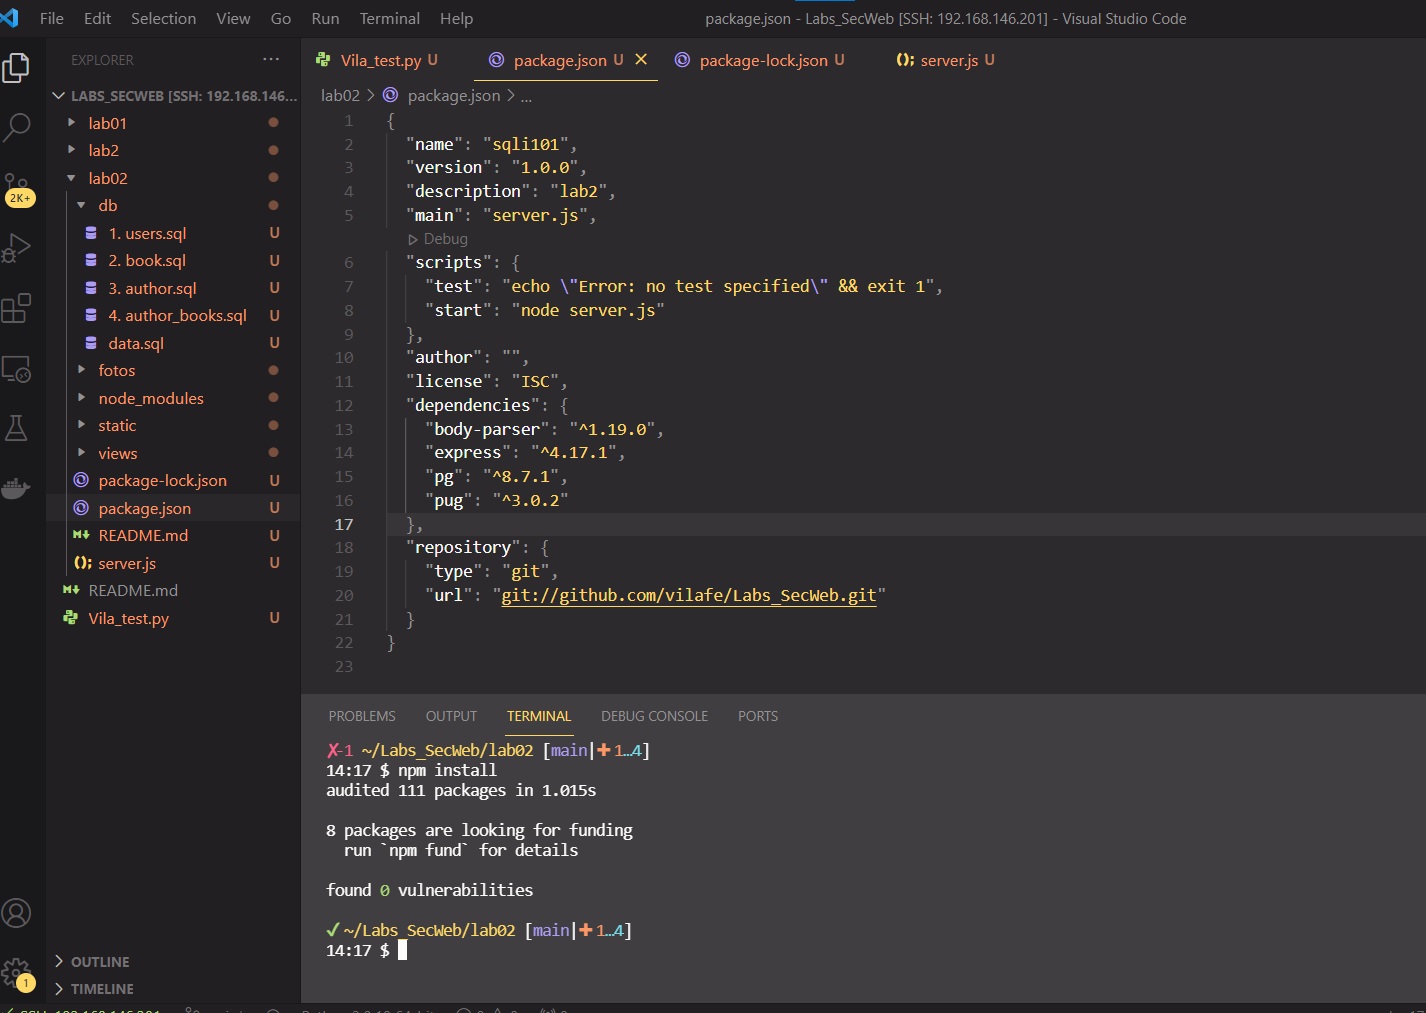 File Edit Selection View Go Run Terminal Help package.json - Labs_SecWeb [SSH: 192.168.146.201] - Visual Studio Code
EXPLORER ...
LABS_SECWEB [SSH: 192.168.146...
lab01
lab2
lab02
db
1. users.sql U
2. book.sql U
3. author.sql U
4. author_books.sql U
data.sql U
fotos
node_modules
static
views
package-lock.json U
package.json U
README.md U
server.js U
README.md
Vila_test.py U
OUTLINE
TIMELINE
2K+
1
Vila_test.py U package.json U package-lock.json U server.js U
lab02 > package.json > ...
1 {
2 "name": "sqli101",
3 "version": "1.0.0",
4 "description": "lab2",
5 "main": "server.js",
Debug
6 "scripts": {
7 "test": "echo \"Error: no test specified\" && exit 1",
8 "start": "node server.js"
9 },
10 "author": "",
11 "license": "ISC",
12 "dependencies": {
13 "body-parser": "^1.19.0",
14 "express": "^4.17.1",
15 "pg": "^8.7.1",
16 "pug": "^3.0.2"
17 },
18 "repository": {
19 "type": "git",
20 "url": "git://github.com/vilafe/Labs_SecWeb.git"
21 }
22 }
23
PROBLEMS OUTPUT TERMINAL DEBUG CONSOLE PORTS
✗-1 ~/Labs_SecWeb/lab02 [main|✚ 1…4]
14:17 $ npm install
audited 111 packages in 1.015s
8 packages are looking for funding
run `npm fund` for details
found 0 vulnerabilities
✔ ~/Labs_SecWeb/lab02 [main|✚ 1…4]
14:17 $